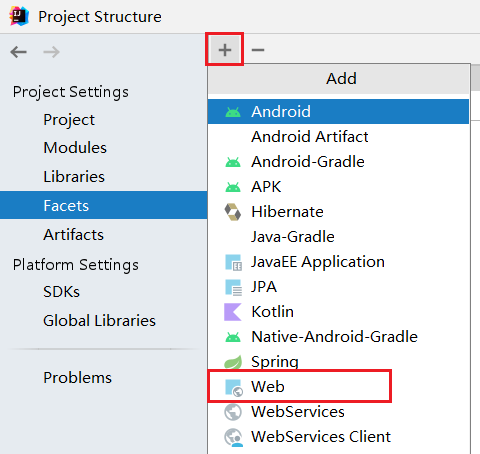 Project Structure
Add
Project Settings
Project
Modules
Libraries
Facets
Artifacts
Platform Settings
SDKs
Global Libraries
Problems
Android
Android Artifact
Android-Gradle
APK
Hibernate
Java-Gradle
JavaEE Application
JPA
Kotlin
Native-Android-Gradle
Spring
Web
WebServices
WebServices Client